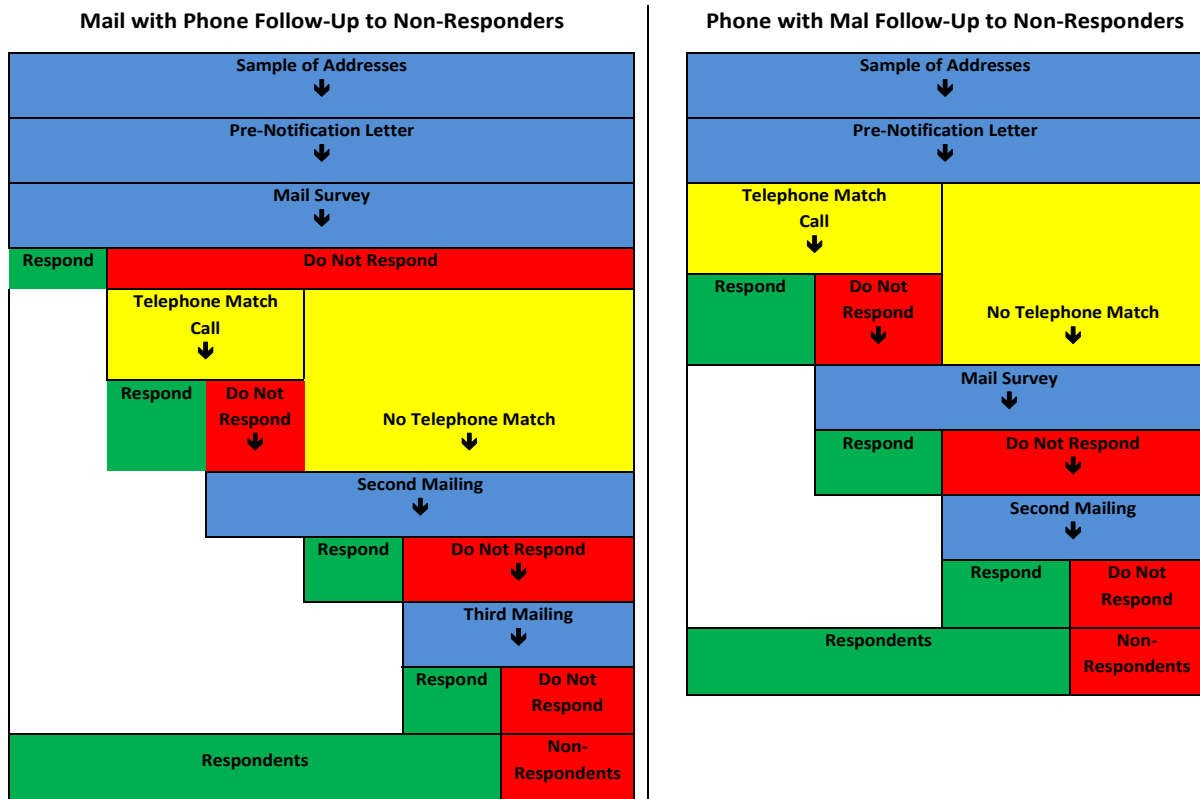 Mail with Phone Follow-Up to Non-Responders
Sample of Addresses
Pre-Notification Letter
Mail Survey
Respond
Do Not Respond
Telephone Match
Call
Respond
Do Not
Respond
No Telephone Match
Second Mailing
Respond
Do Not Respond
Third Mailing
Respond
Do Not
Respond
Respondents
Non-
Respondents
Phone with Mal Follow-Up to Non-Responders
Sample of Addresses
Pre-Notification Letter
Telephone Match
Call
Respond
Do Not
Respond
No Telephone Match
Mail Survey
Respond
Do Not Respond
Second Mailing
Respond
Do Not
Respond
Respondents
Non-
Respondents